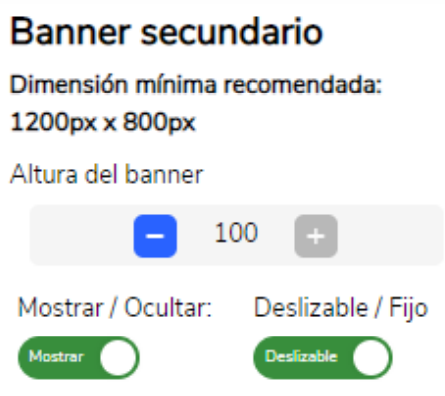 Banner secundario
Dimensión mínima recomendada:
1200px x 800px
Altura del banner
− 100 +
Mostrar / Ocultar: Deslizable / Fijo
Mostrar Deslizable